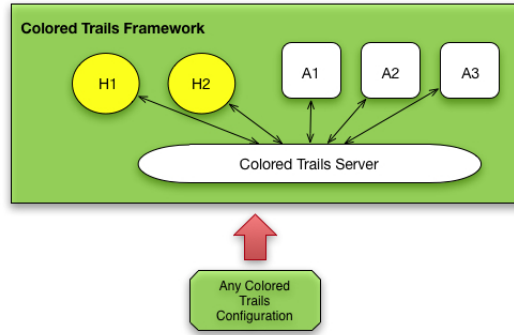 Colored Trails Framework
H1
H2
A1
A2
A3
Colored Trails Server
Any Colored
Trails
Configuration